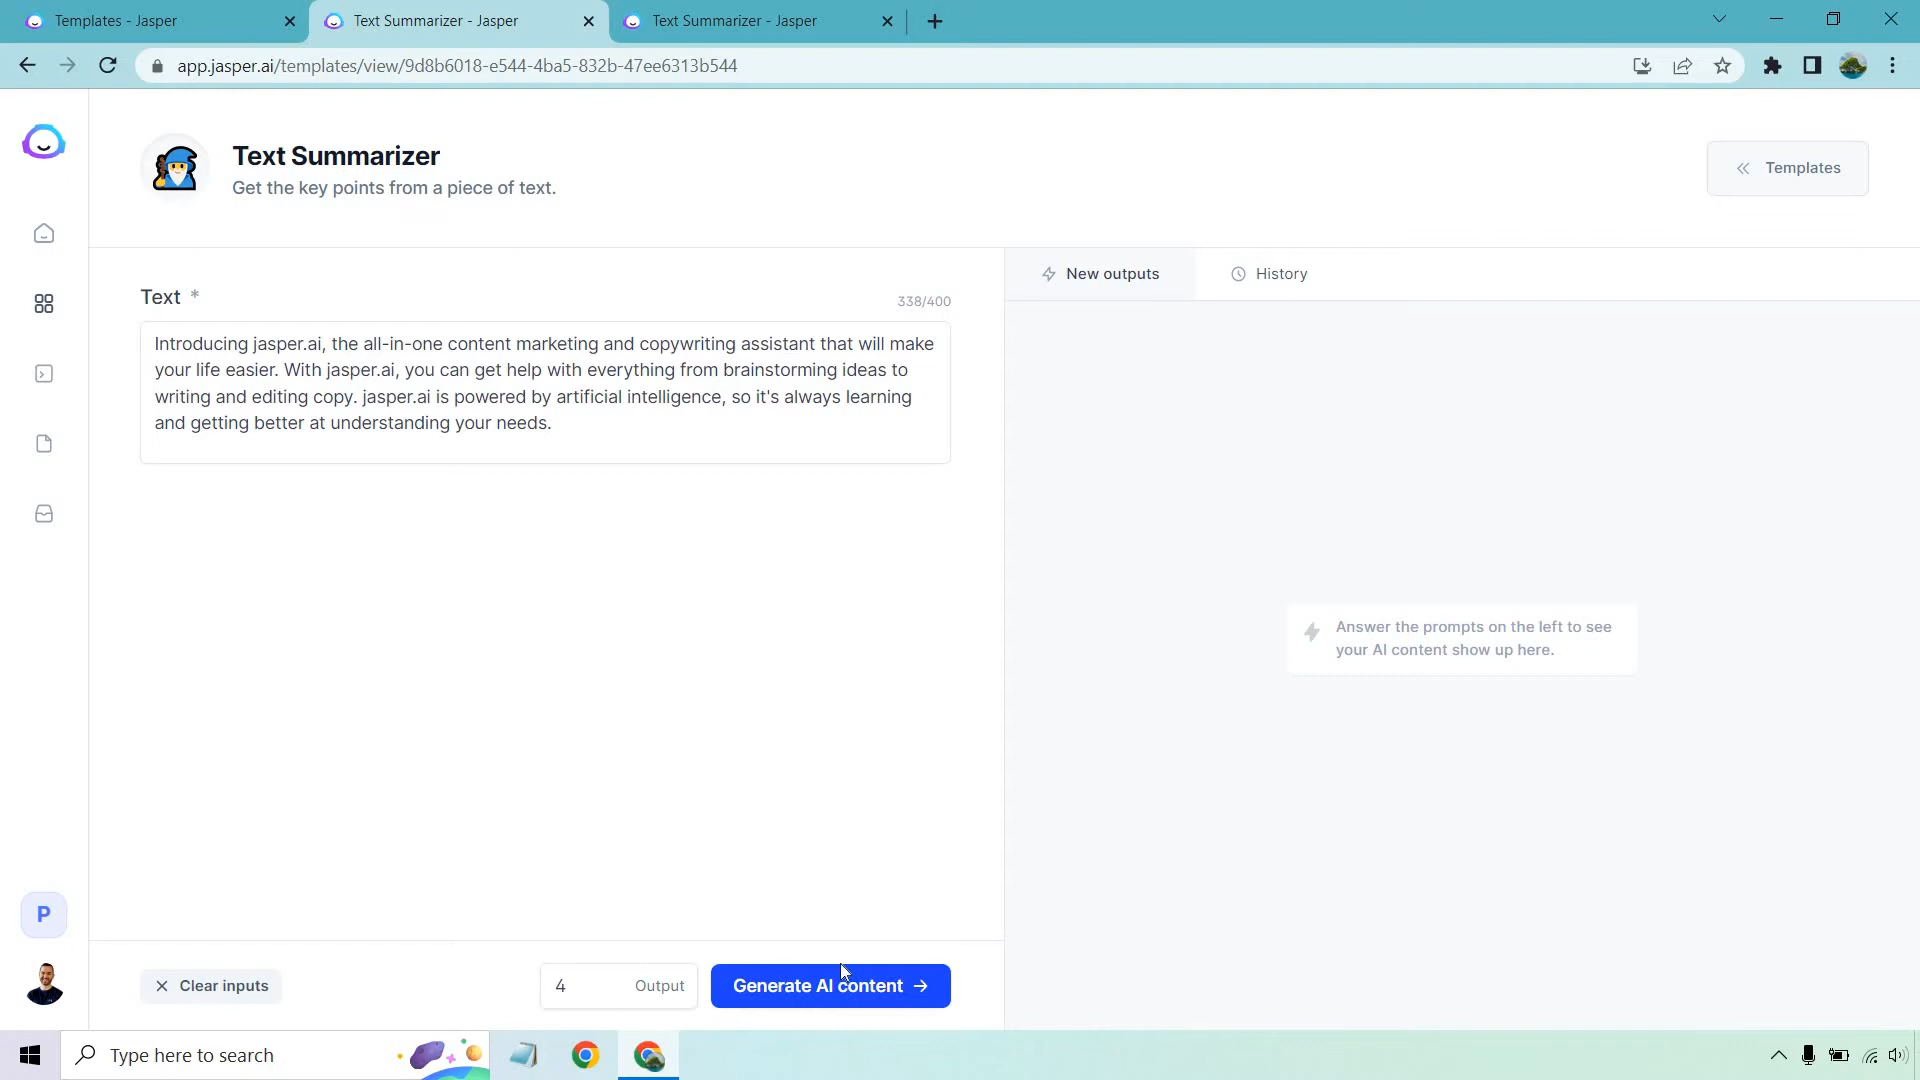 Templates - Jasper
Text Summarizer - Jasper
Text Summarizer - Jasper
app.jasper.ai/templates/view/9d8b6018-e544-4ba5-832b-47ee6313b544
Text Summarizer
Get the key points from a piece of text.
Templates
Text *
338/400
Introducing jasper.ai, the all-in-one content marketing and copywriting assistant that will make
your life easier. With jasper.ai, you can get help with everything from brainstorming ideas to
writing and editing copy. jasper.ai is powered by artificial intelligence, so it's always learning
and getting better at understanding your needs.
New outputs
History
Answer the prompts on the left to see
your AI content show up here.
P
Clear inputs
4
Output
Generate AI content
Type here to search